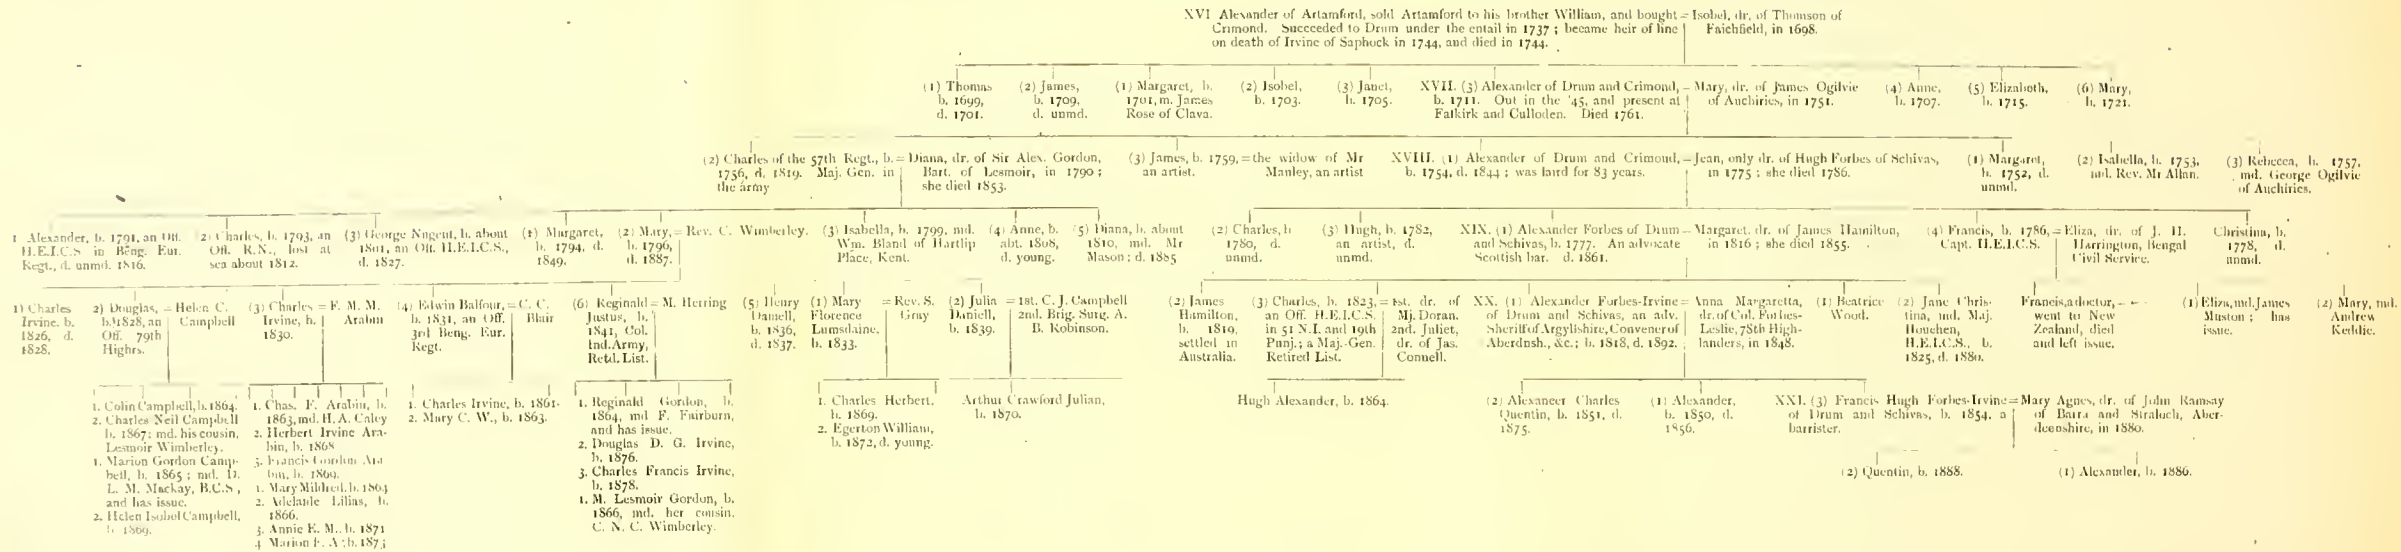 XVI Alexander of Artamford, sold Artamford to his brother William, and bought = Isobel, dr. of Thomson of
Crimond. Succeeded to Drum under the entail in 1737 ; became heir of line Faichfield, in 1698.
on death of Irvine of Saphock in 1744, and died in 1744.
(1) Thomas
b. 1699,
d. 1701.
(2) James,
b. 1709,
d. unmd.
(1) Margaret, b.
1701, m. James
Rose of Clava.
(2) Isobel,
b. 1703.
(3) Janet,
b. 1705.
XVII. (3) Alexander of Drum and Crimond, = Mary, dr. of James Ogilvie
b. 1711. Out in the '45, and present at of Auchiries, in 1751.
Falkirk and Culloden. Died 1761.
(4) Anne,
b. 1707.
(5) Elizabeth,
b. 1715.
(6) Mary,
b. 1721.
(2) Charles of the 57th Regt., b. = Diana, dr. of Sir Alex. Gordon,
1756, d. 1819. Maj. Gen. in Bart. of Lesmoir, in 1790 ;
the army she died 1853.
(3) James, b. 1759, = the widow of Mr
an artist. Manley, an artist
XVIII. (1) Alexander of Drum and Crimond, = Jean, only dr. of Hugh Forbes of Schivas,
b. 1754, d. 1844 ; was laird for 83 years. in 1775 ; she died 1786.
(1) Margaret,
b. 1752, d.
unmd.
(2) Isabella, b. 1753,
md. Rev. Mr Allan.
(3) Rebecca, b. 1757,
md. George Ogilvie
of Auchiries.
1 Alexander, b. 1791, an Off.
H.E.I.C.S in Beng. Eur.
Regt., d. unmd. 1816.
2) Charles, b. 1793, an
Off. R.N., lost at
sea about 1812.
(3) George Nugent, b. about
1801, an Off. H.E.I.C.S.,
d. 1827.
(1) Margaret,
b. 1794, d.
1849.
(2) Mary, = Rev. C. Wimberley.
b. 1796,
d. 1887.
(3) Isabella, b. 1799, md.
Wm. Bland of Hartlip
Place, Kent.
(4) Anne, b.
abt. 1808,
d. young.
(5) Diana, b. about
1810, md. Mr
Mason ; d. 1885
(2) Charles, b
1780, d.
unmd.
(3) Hugh, b. 1782,
an artist, d.
unmd.
XIX. (1) Alexander Forbes of Drum = Margaret. dr. of James Hamilton,
and Schivas, b. 1777. An advocate in 1816 ; she died 1855.
Scottish bar. d. 1861.
(4) Francis, b. 1786, = Eliza, dr. of J. H.
Capt. H.E.I.C.S. Harrington, Bengal
Civil Service.
Christina, b.
1778, d.
unmd.
1) Charles
Irvine, b.
1826, d.
1828.
2) Douglas, = Helen C.
b. 1828, an Campbell
Off. 79th
Highrs.
(3) Charles = F. M. M.
Irvine, b. Arabin
1830.
(4) Edwin Balfour, = C. C.
b. 1831, an Off. Blair
3rd Beng. Eur.
Regt.
(6) Reginald = M. Herring
Justus, b.
1841, Col.
Ind. Army,
Retd. List.
(5) Henry
Daniell,
b. 1836,
d. 1837.
(1) Mary = Rev. S.
Florence Gray
Lumsdaine,
b. 1833.
(2) Julia = 1st. C. J. Campbell
Daniell, 2nd. Brig. Surg. A.
b. 1839. B. Robinson.
(2) James
Hamilton,
b. 1819,
settled in
Australia.
(3) Charles, b. 1823, = 1st. dr. of
an Off. H.E.I.C.S. Mj. Doran.
in 51 N.I. and 19th 2nd. Juliet,
Punj.; a Maj.-Gen. dr. of Jas.
Retired List. Connell.
XX. (1) Alexander Forbes-Irvine = Anna Margaretta,
of Drum and Schivas, an adv. dr. of Col. Forbes-
Sheriff of Argyllshire, Convener of Leslie, 78th High-
Aberdnsh., &c.; b. 1818, d. 1892. landers, in 1848.
(1) Beatrice
Wood.
(2) Jane Chris-
tina, md. Maj.
Houchen,
H.E.I.C.S., b.
1825, d. 1880.
Francis, a doctor, =
went to New
Zealand, died
and left issue.
(1) Eliza, md. James
Muston ; has
issue.
(2) Mary, md.
Andrew
Keddie.
1. Colin Campbell, b. 1864.
2. Charles Neil Campbell
b. 1867; md. his cousin,
Lesmoir Wimberley.
1. Marion Gordon Camp-
bell, b. 1865 ; md. D.
L. M. Mackay, B.C.S,
and has issue.
2. Helen Isobel Campbell,
b. 1869.
1. Chas. F. Arabin, b.
1863, md. H. A. Caley
2. Herbert Irvine Ara-
bin, b. 1868
3. Francis Gordon Ara
bin, b. 1869.
1. Mary Mildred, b. 1864
2. Adelaide Lilias, b.
1866.
3. Annie E. M., b. 1871
4 Marion F. A., b. 1873;
1. Charles Irvine, b. 1861.
2. Mary C. W., b. 1863.
1. Reginald Gordon, b.
1864, md F. Fairburn,
and has issue.
2. Douglas D. G. Irvine,
b. 1876.
3. Charles Francis Irvine,
b. 1878.
1. M. Lesmoir Gordon, b.
1866, md. her cousin,
C. N. C. Wimberley.
1. Charles Herbert,
b. 1869.
2. Egerton William,
b. 1872, d. young.
Arthur Crawford Julian,
b. 1870.
Hugh Alexander, b. 1864.
(2) Alexaneer Charles
Quentin, b. 1851, d.
1875.
(1) Alexander,
b. 1850, d.
1856.
XXI. (3) Francis Hugh Forbes-Irvine = Mary Agnes, dr. of John Ramsay
of Drum and Schivas, b. 1854, a of Barra and Straloch, Aber-
barrister. deenshire, in 1880.
(2) Quentin, b. 1888.
(1) Alexander, b. 1886.